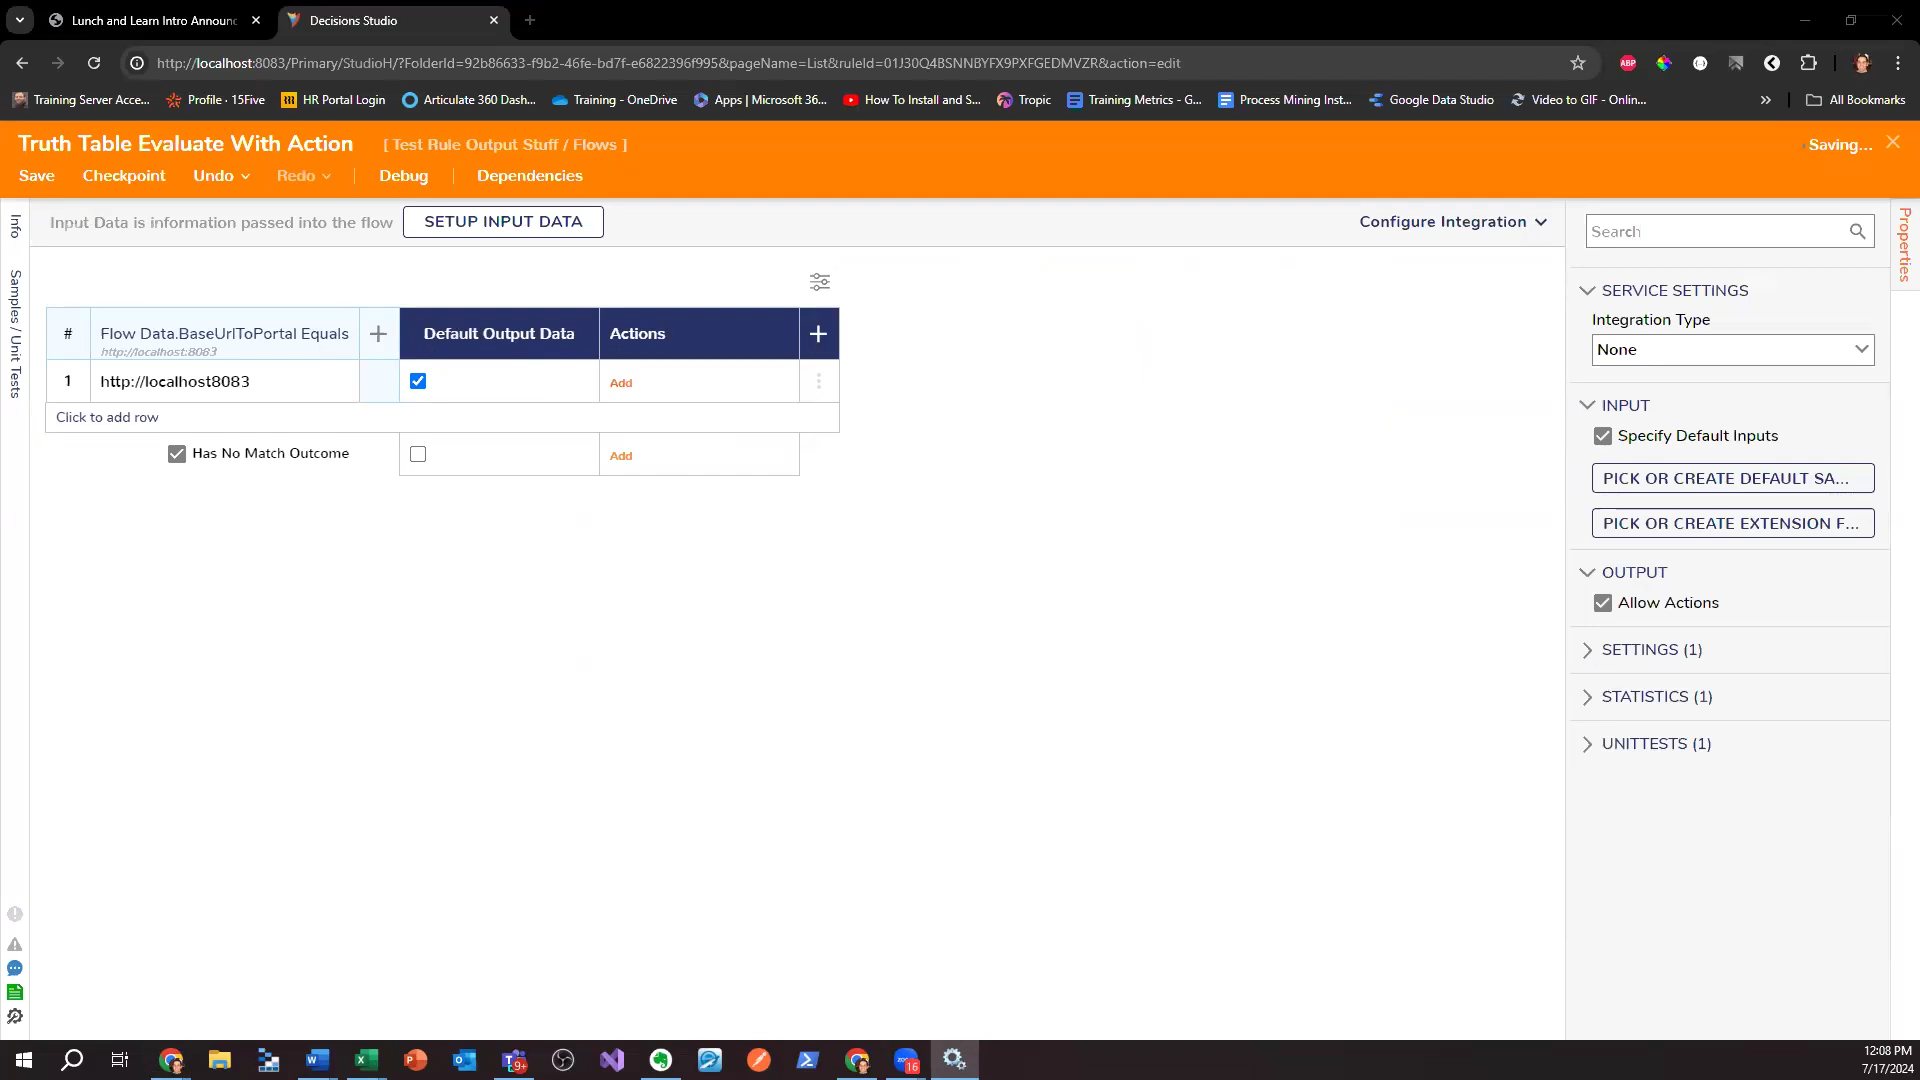 Lunch and Learn Intro Announc
Decisions Studio
http://localhost:8083/Primary/StudioH/?FolderId=92b86633-f9b2-46fe-bd7f-e6822396f995&pageName=List&ruleId=01J30Q4BSNNBYFX9PXFGEDMVZR&action=edit
ABP
Training Server Acce... Profile · 15Five HR Portal Login Articulate 360 Dash... Training - OneDrive Apps | Microsoft 36... How To Install and S... Tropic Training Metrics - G... Process Mining Inst... Google Data Studio Video to GIF - Onlin... All Bookmarks
Truth Table Evaluate With Action [ Test Rule Output Stuff / Flows ] Saving...
Save Checkpoint Undo Redo Debug Dependencies
Info
Samples / Unit Tests
Input Data is information passed into the flow SETUP INPUT DATA Configure Integration
# Flow Data.BaseUrlToPortal Equals Default Output Data Actions
http://localhost:8083
1 http://localhost8083 Add
Click to add row
Has No Match Outcome Add
Properties
Search
SERVICE SETTINGS
Integration Type
None
INPUT
Specify Default Inputs
PICK OR CREATE DEFAULT SA...
PICK OR CREATE EXTENSION F...
OUTPUT
Allow Actions
SETTINGS (1)
STATISTICS (1)
UNITTESTS (1)
9+
16
12:08 PM
7/17/2024